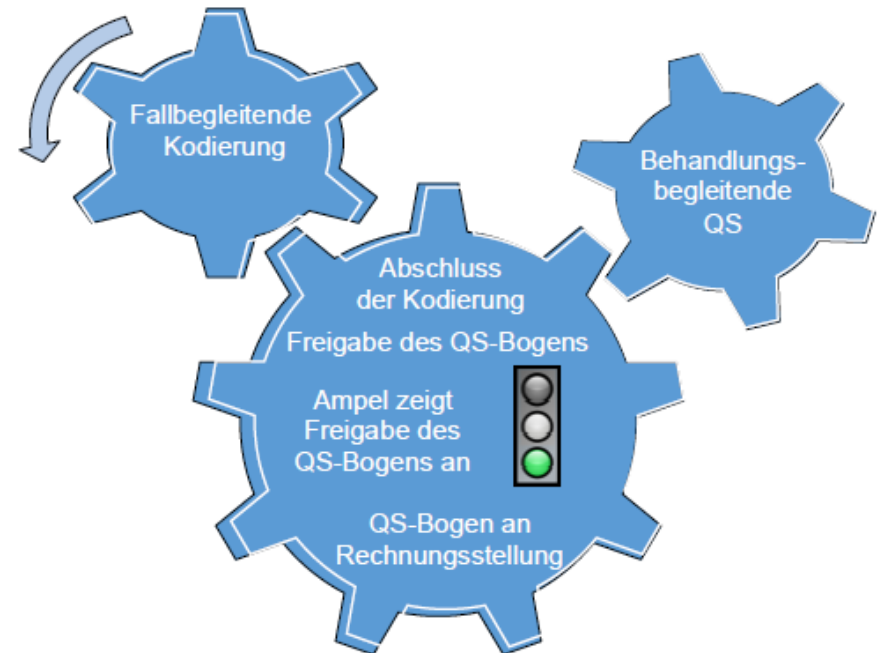 Fallbegleitende
Kodierung
Behandlungs-
begleitende
QS
Abschluss
der Kodierung
Freigabe des QS-Bogens
Ampel zeigt
Freigabe des
QS-Bogens an
QS-Bogen an
Rechnungsstellung